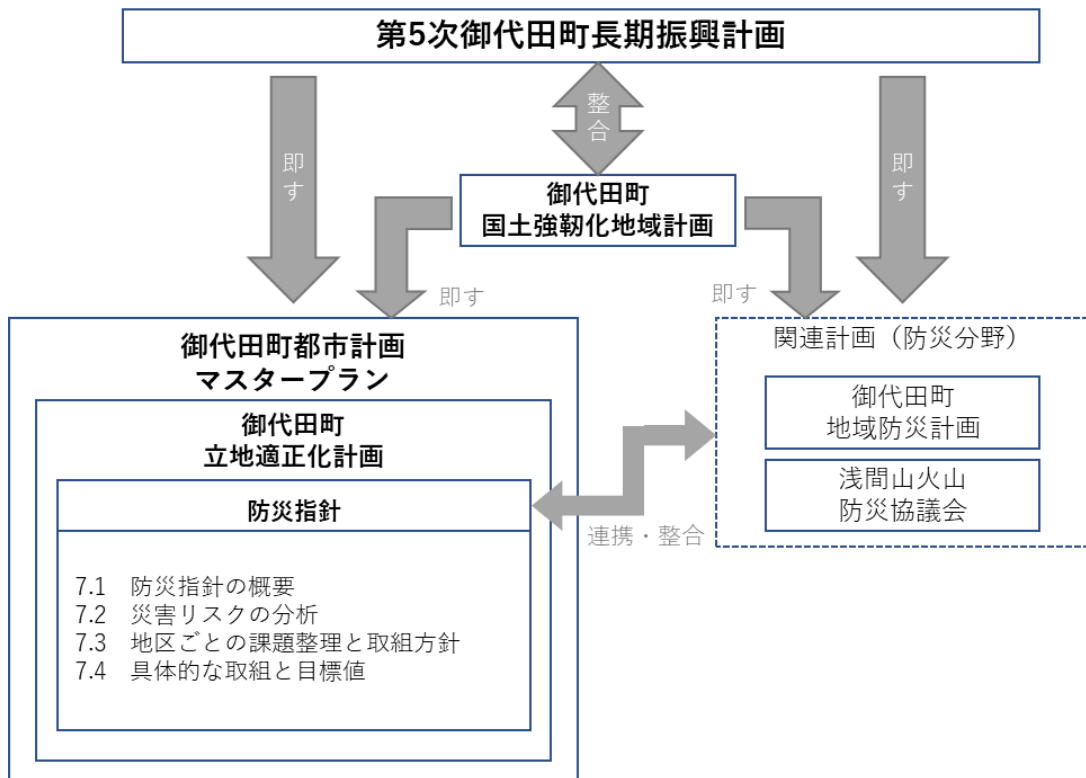 第5次御代田町長期振興計画
整
合
即
す
即
す
御代田町
国土強靭化地域計画
即す
即す
御代田町都市計画
マスタープラン
関連計画（防災分野）
御代田町
地域防災計画
御代田町
立地適正化計画
浅間山火山
防災協議会
防災指針
連携・整合
7.1 防災指針の概要
7.2 災害リスクの分析
7.3 地区ごとの課題整理と取組方針
7.4 具体的な取組と目標値